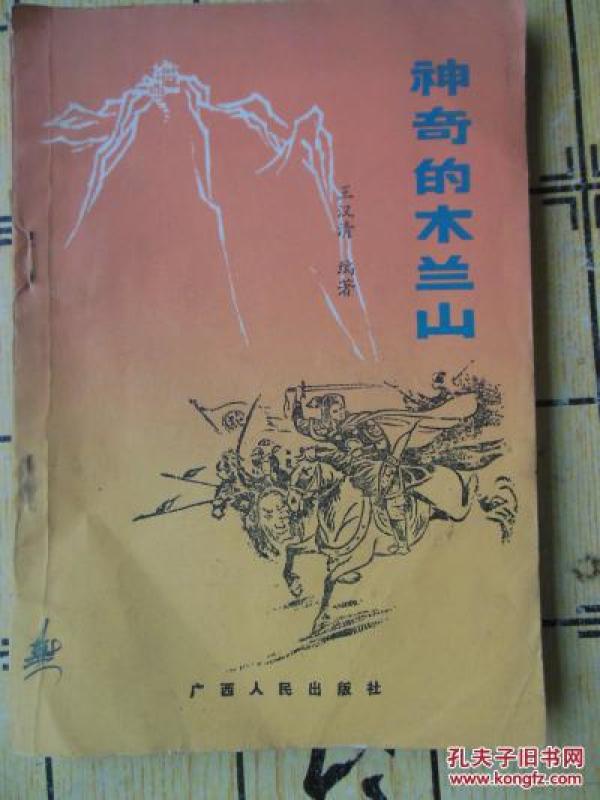 神奇的木兰山
王汉清 编著
广西人民出版社
孔夫子旧书网
www.kongfz.com